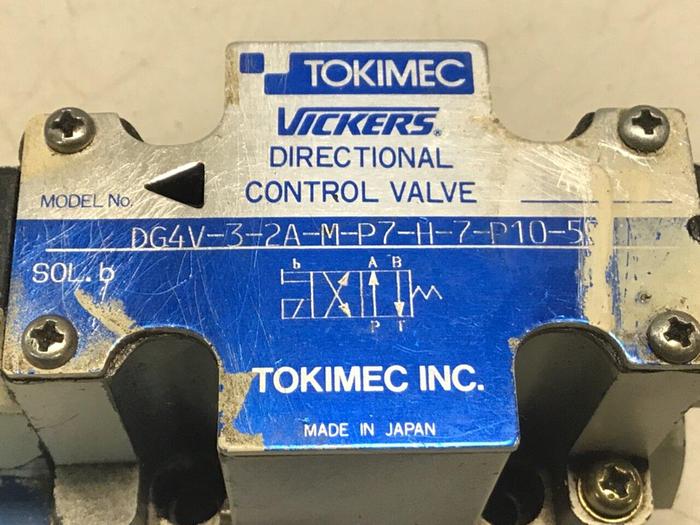 TOKIMEC
VICKERS®
DIRECTIONAL
CONTROL VALVE
MODEL No.
DG4V-3-2A-M-P7-H-7-P10-5
SOL.b
b A B
P T
TOKIMEC INC.
MADE IN JAPAN